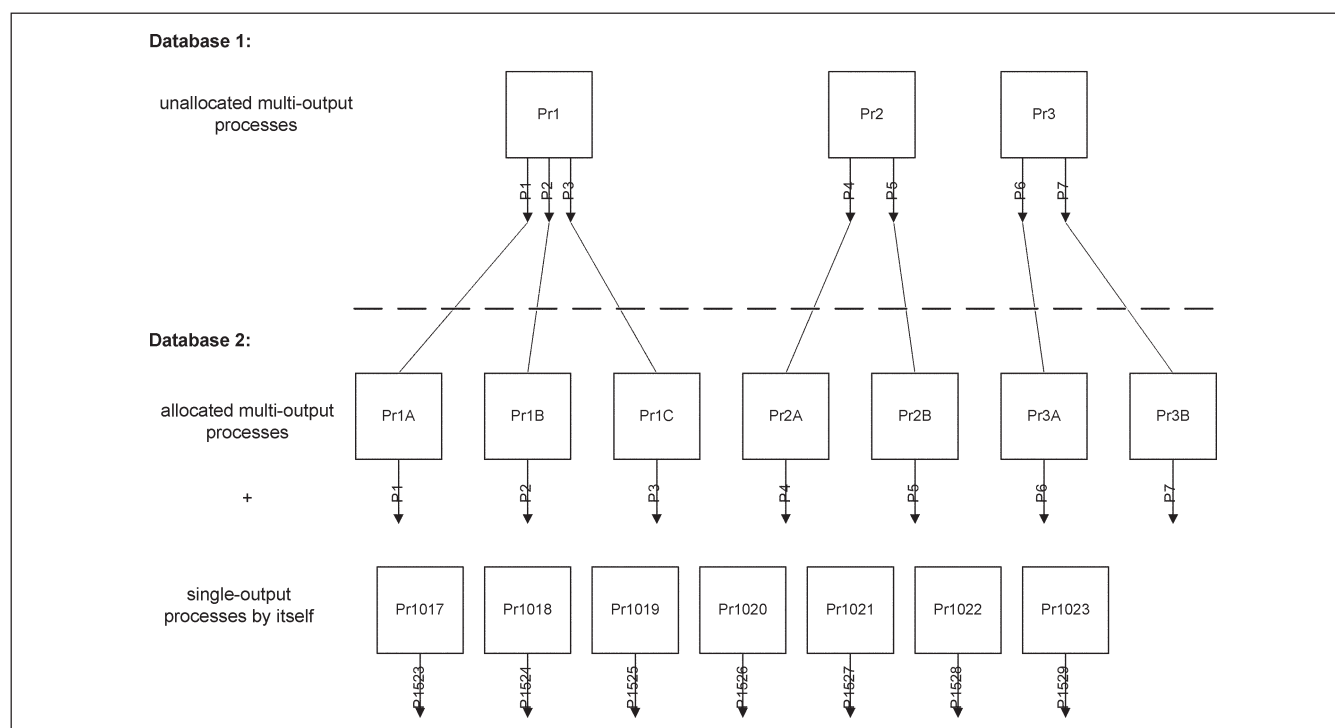 Database 1:
unallocated multi-output
processes
Pr1
Pr2
Pr3
P1
P2
P3
P4
P5
P6
P7
Database 2:
allocated multi-output
processes
Pr1A
Pr1B
Pr1C
Pr2A
Pr2B
Pr3A
Pr3B
+
P1
P2
P3
P4
P5
P6
P7
single-output
processes by itself
Pr1017
Pr1018
Pr1019
Pr1020
Pr1021
Pr1022
Pr1023
P1523
P1524
P1525
P1526
P1527
P1528
P1529